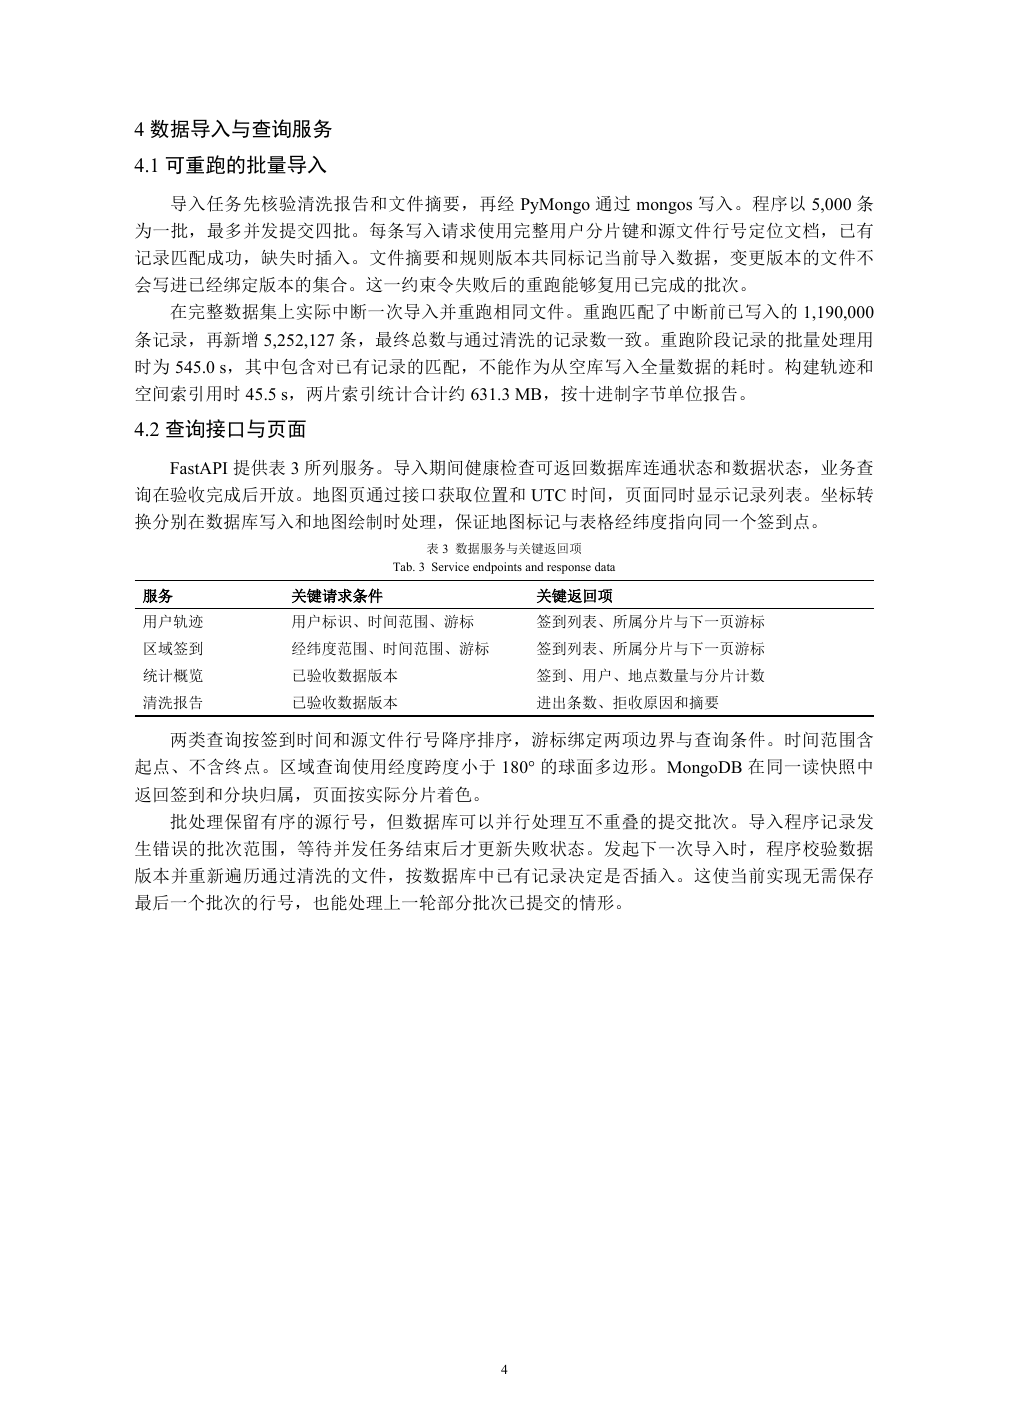 4 数据导入与查询服务
4.1 可重跑的批量导入
导入任务先核验清洗报告和文件摘要，再经 PyMongo 通过 mongos 写入。程序以 5,000 条
为一批，最多并发提交四批。每条写入请求使用完整用户分片键和源文件行号定位文档，已有
记录匹配成功，缺失时插入。文件摘要和规则版本共同标记当前导入数据，变更版本的文件不
会写进已经绑定版本的集合。这一约束令失败后的重跑能够复用已完成的批次。
在完整数据集上实际中断一次导入并重跑相同文件。重跑匹配了中断前已写入的 1,190,000
条记录，再新增 5,252,127 条，最终总数与通过清洗的记录数一致。重跑阶段记录的批量处理用
时为 545.0 s，其中包含对已有记录的匹配，不能作为从空库写入全量数据的耗时。构建轨迹和
空间索引用时 45.5 s，两片索引统计合计约 631.3 MB，按十进制字节单位报告。
4.2 查询接口与页面
FastAPI 提供表 3 所列服务。导入期间健康检查可返回数据库连通状态和数据状态，业务查
询在验收完成后开放。地图页通过接口获取位置和 UTC 时间，页面同时显示记录列表。坐标转
换分别在数据库写入和地图绘制时处理，保证地图标记与表格经纬度指向同一个签到点。
表 3 数据服务与关键返回项
Tab. 3 Service endpoints and response data
服务 关键请求条件 关键返回项
用户轨迹 用户标识、时间范围、游标 签到列表、所属分片与下一页游标
区域签到 经纬度范围、时间范围、游标 签到列表、所属分片与下一页游标
统计概览 已验收数据版本 签到、用户、地点数量与分片计数
清洗报告 已验收数据版本 进出条数、拒收原因和摘要
两类查询按签到时间和源文件行号降序排序，游标绑定两项边界与查询条件。时间范围含
起点、不含终点。区域查询使用经度跨度小于 180° 的球面多边形。MongoDB 在同一读快照中
返回签到和分块归属，页面按实际分片着色。
批处理保留有序的源行号，但数据库可以并行处理互不重叠的提交批次。导入程序记录发
生错误的批次范围，等待并发任务结束后才更新失败状态。发起下一次导入时，程序校验数据
版本并重新遍历通过清洗的文件，按数据库中已有记录决定是否插入。这使当前实现无需保存
最后一个批次的行号，也能处理上一轮部分批次已提交的情形。
4